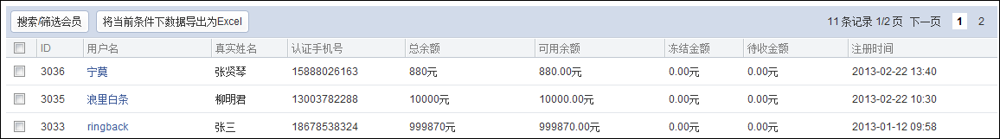 搜索/筛选会员 将当前条件下数据导出为Excel 11条记录 1/2页 下一页 1 2
ID 用户名 真实姓名 认证手机号 总余额 可用余额 冻结金额 待收金额 注册时间
3036 宁莫 张贤琴 15888026163 880元 880.00元 0.00元 0.00元 2013-02-22 13:40
3035 浪里白条 柳明君 13003782288 10000元 10000.00元 0.00元 0.00元 2013-02-22 10:30
3033 ringback 张三 18678538324 999870元 999870.00元 0.00元 0.00元 2013-01-12 09:58